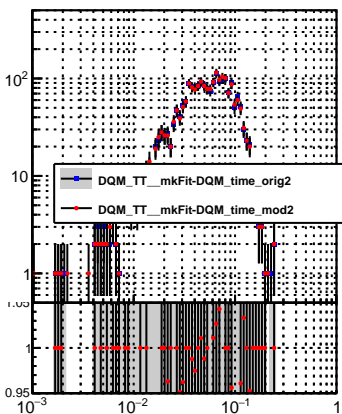 10²
10
DQM_TT__mkFit-DQM_time_orig2
DQM_TT__mkFit-DQM_time_mod2
1
1.05
1
0.95
10⁻³ 10⁻² 10⁻¹ 1